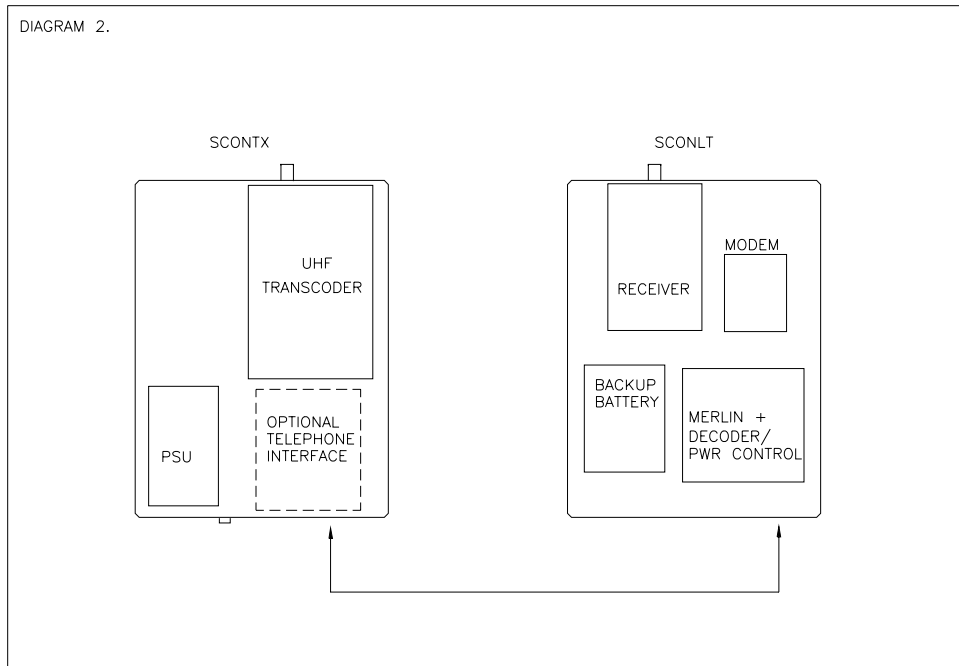 DIAGRAM 2.
SCONTX
UHF
TRANSCODER
PSU
OPTIONAL
TELEPHONE
INTERFACE
SCONLT
RECEIVER
MODEM
BACKUP
BATTERY
MERLIN +
DECODER/
PWR CONTROL